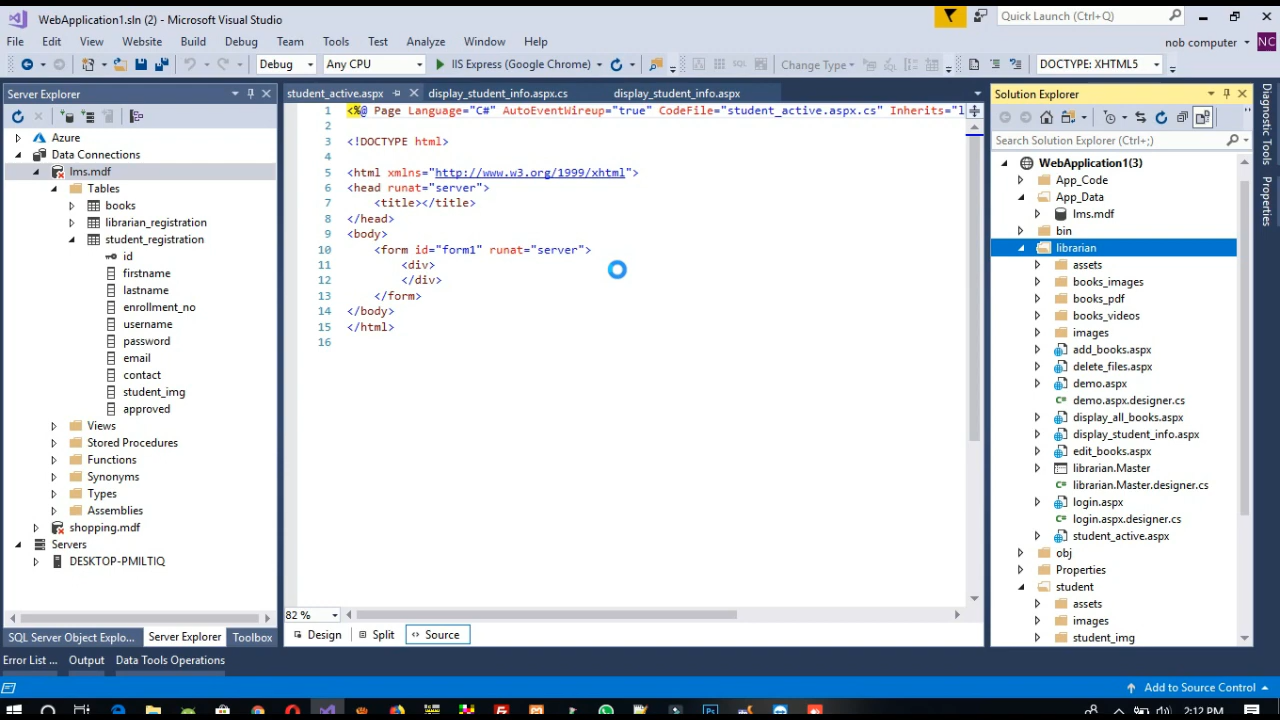 WebApplication1.sln (2) - Microsoft Visual Studio
Quick Launch (Ctrl+Q)
File Edit View Website Build Debug Team Tools Test Analyze Window Help
nob computer NC
Debug Any CPU IIS Express (Google Chrome) Change Type DOCTYPE: XHTML5
Server Explorer
Azure
Data Connections
lms.mdf
Tables
books
librarian_registration
student_registration
id
firstname
lastname
enrollment_no
username
password
email
contact
student_img
approved
Views
Stored Procedures
Functions
Synonyms
Types
Assemblies
shopping.mdf
Servers
DESKTOP-PMILTIQ
SQL Server Object Explo... Server Explorer Toolbox
student_active.aspx display_student_info.aspx.cs display_student_info.aspx
1 <%@ Page Language="C#" AutoEventWireup="true" CodeFile="student_active.aspx.cs" Inherits="l
2
3 <!DOCTYPE html>
4
5 <html xmlns="http://www.w3.org/1999/xhtml">
6 <head runat="server">
7 <title></title>
8 </head>
9 <body>
10 <form id="form1" runat="server">
11 <div>
12 </div>
13 </form>
14 </body>
15 </html>
16
82 %
Design Split Source
Solution Explorer
Search Solution Explorer (Ctrl+;)
WebApplication1(3)
App_Code
App_Data
lms.mdf
bin
librarian
assets
books_images
books_pdf
books_videos
images
add_books.aspx
delete_files.aspx
demo.aspx
demo.aspx.designer.cs
display_all_books.aspx
display_student_info.aspx
edit_books.aspx
librarian.Master
librarian.Master.designer.cs
login.aspx
login.aspx.designer.cs
student_active.aspx
obj
Properties
student
assets
images
student_img
Diagnostic Tools
Properties
Error List ... Output Data Tools Operations
Add to Source Control
2:12 PM